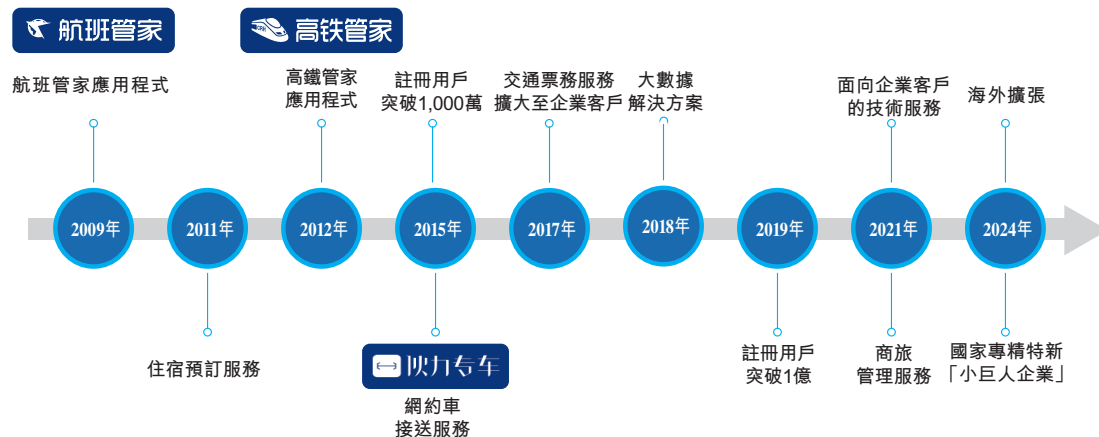 航班管家
高铁管家
航班管家應用程式
高鐵管家
應用程式
註冊用戶
突破1,000萬
交通票務服務
擴大至企業客戶
大數據
解決方案
面向企業客戶
的技術服務
海外擴張
2009年
2011年
2012年
2015年
2017年
2018年
2019年
2021年
2024年
住宿預訂服務
伙力专车
網約車
接送服務
註冊用戶
突破1億
商旅
管理服務
國家專精特新
「小巨人企業」